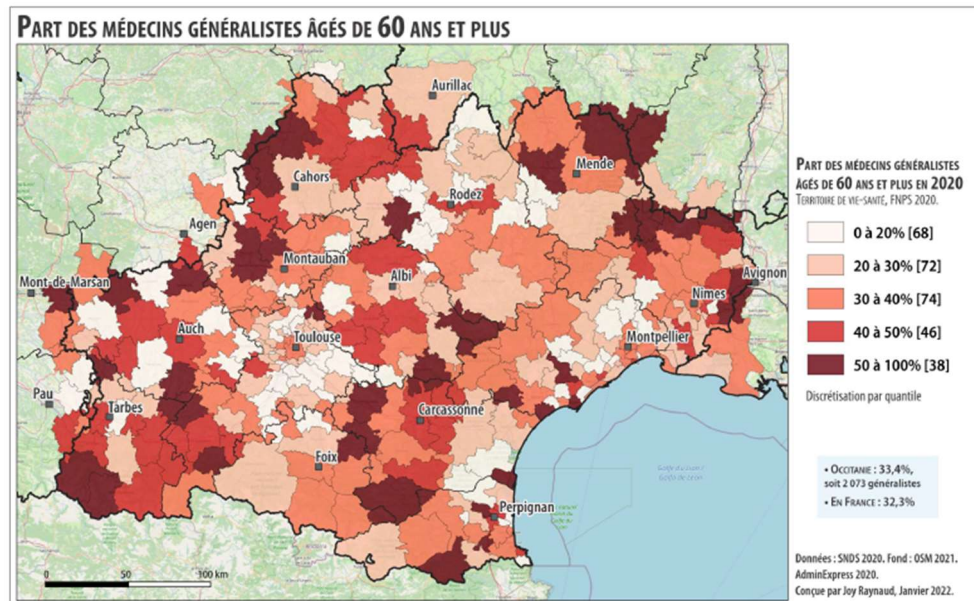 PART DES MÉDECINS GÉNÉRALISTES ÂGÉS DE 60 ANS ET PLUS
Aurillac
Mende
Cahors
Rodez
Agen
Montauban
Albi
Mont-de-Marsan
Avignon
Nimes
Auch
Toulouse
Montpellier
Pau
Tarbes
Carcassonne
Foix
Perpignan
0
50
100 km
PART DES MÉDECINS GÉNÉRALISTES
ÂGÉS DE 60 ANS ET PLUS EN 2020
TERRITOIRE DE VIE-SANTÉ, FNPS 2020.
0 à 20% [68]
20 à 30% [72]
30 à 40% [74]
40 à 50% [46]
50 à 100% [38]
Discrétisation par quantile
• OCCITANIE : 33,4%,
soit 2 073 généralistes
• EN FRANCE : 32,3%
Données : SNDS 2020. Fond : OSM 2021.
AdminExpress 2020.
Conçue par Joy Raynaud, Janvier 2022.